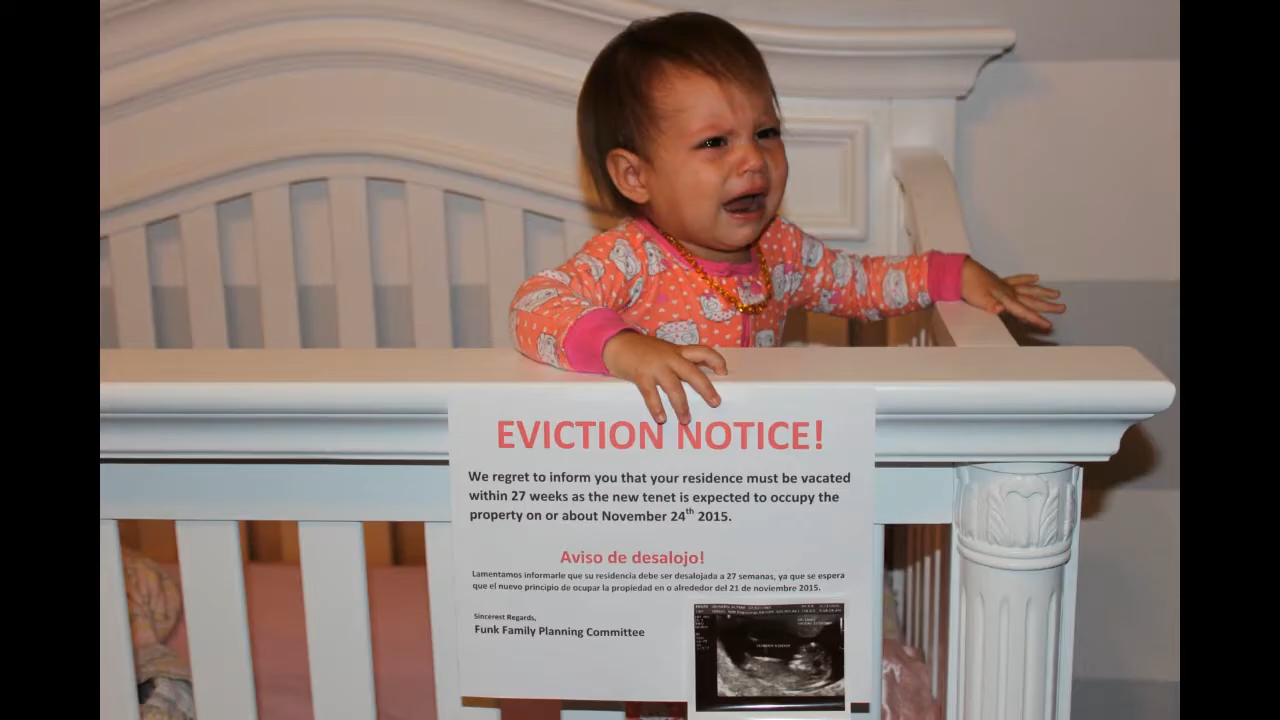 EVICTION NOTICE!
We regret to inform you that your residence must be vacated
within 27 weeks as the new tenet is expected to occupy the
property on or about November 24th 2015.
Aviso de desalojo!
Lamentamos informarle que su residencia debe ser desalojada a 27 semanas, ya que se espera
que el nuevo principio de ocupar la propiedad en o alrededor del 21 de noviembre 2015.
Sincerest Regards,
Funk Family Planning Committee